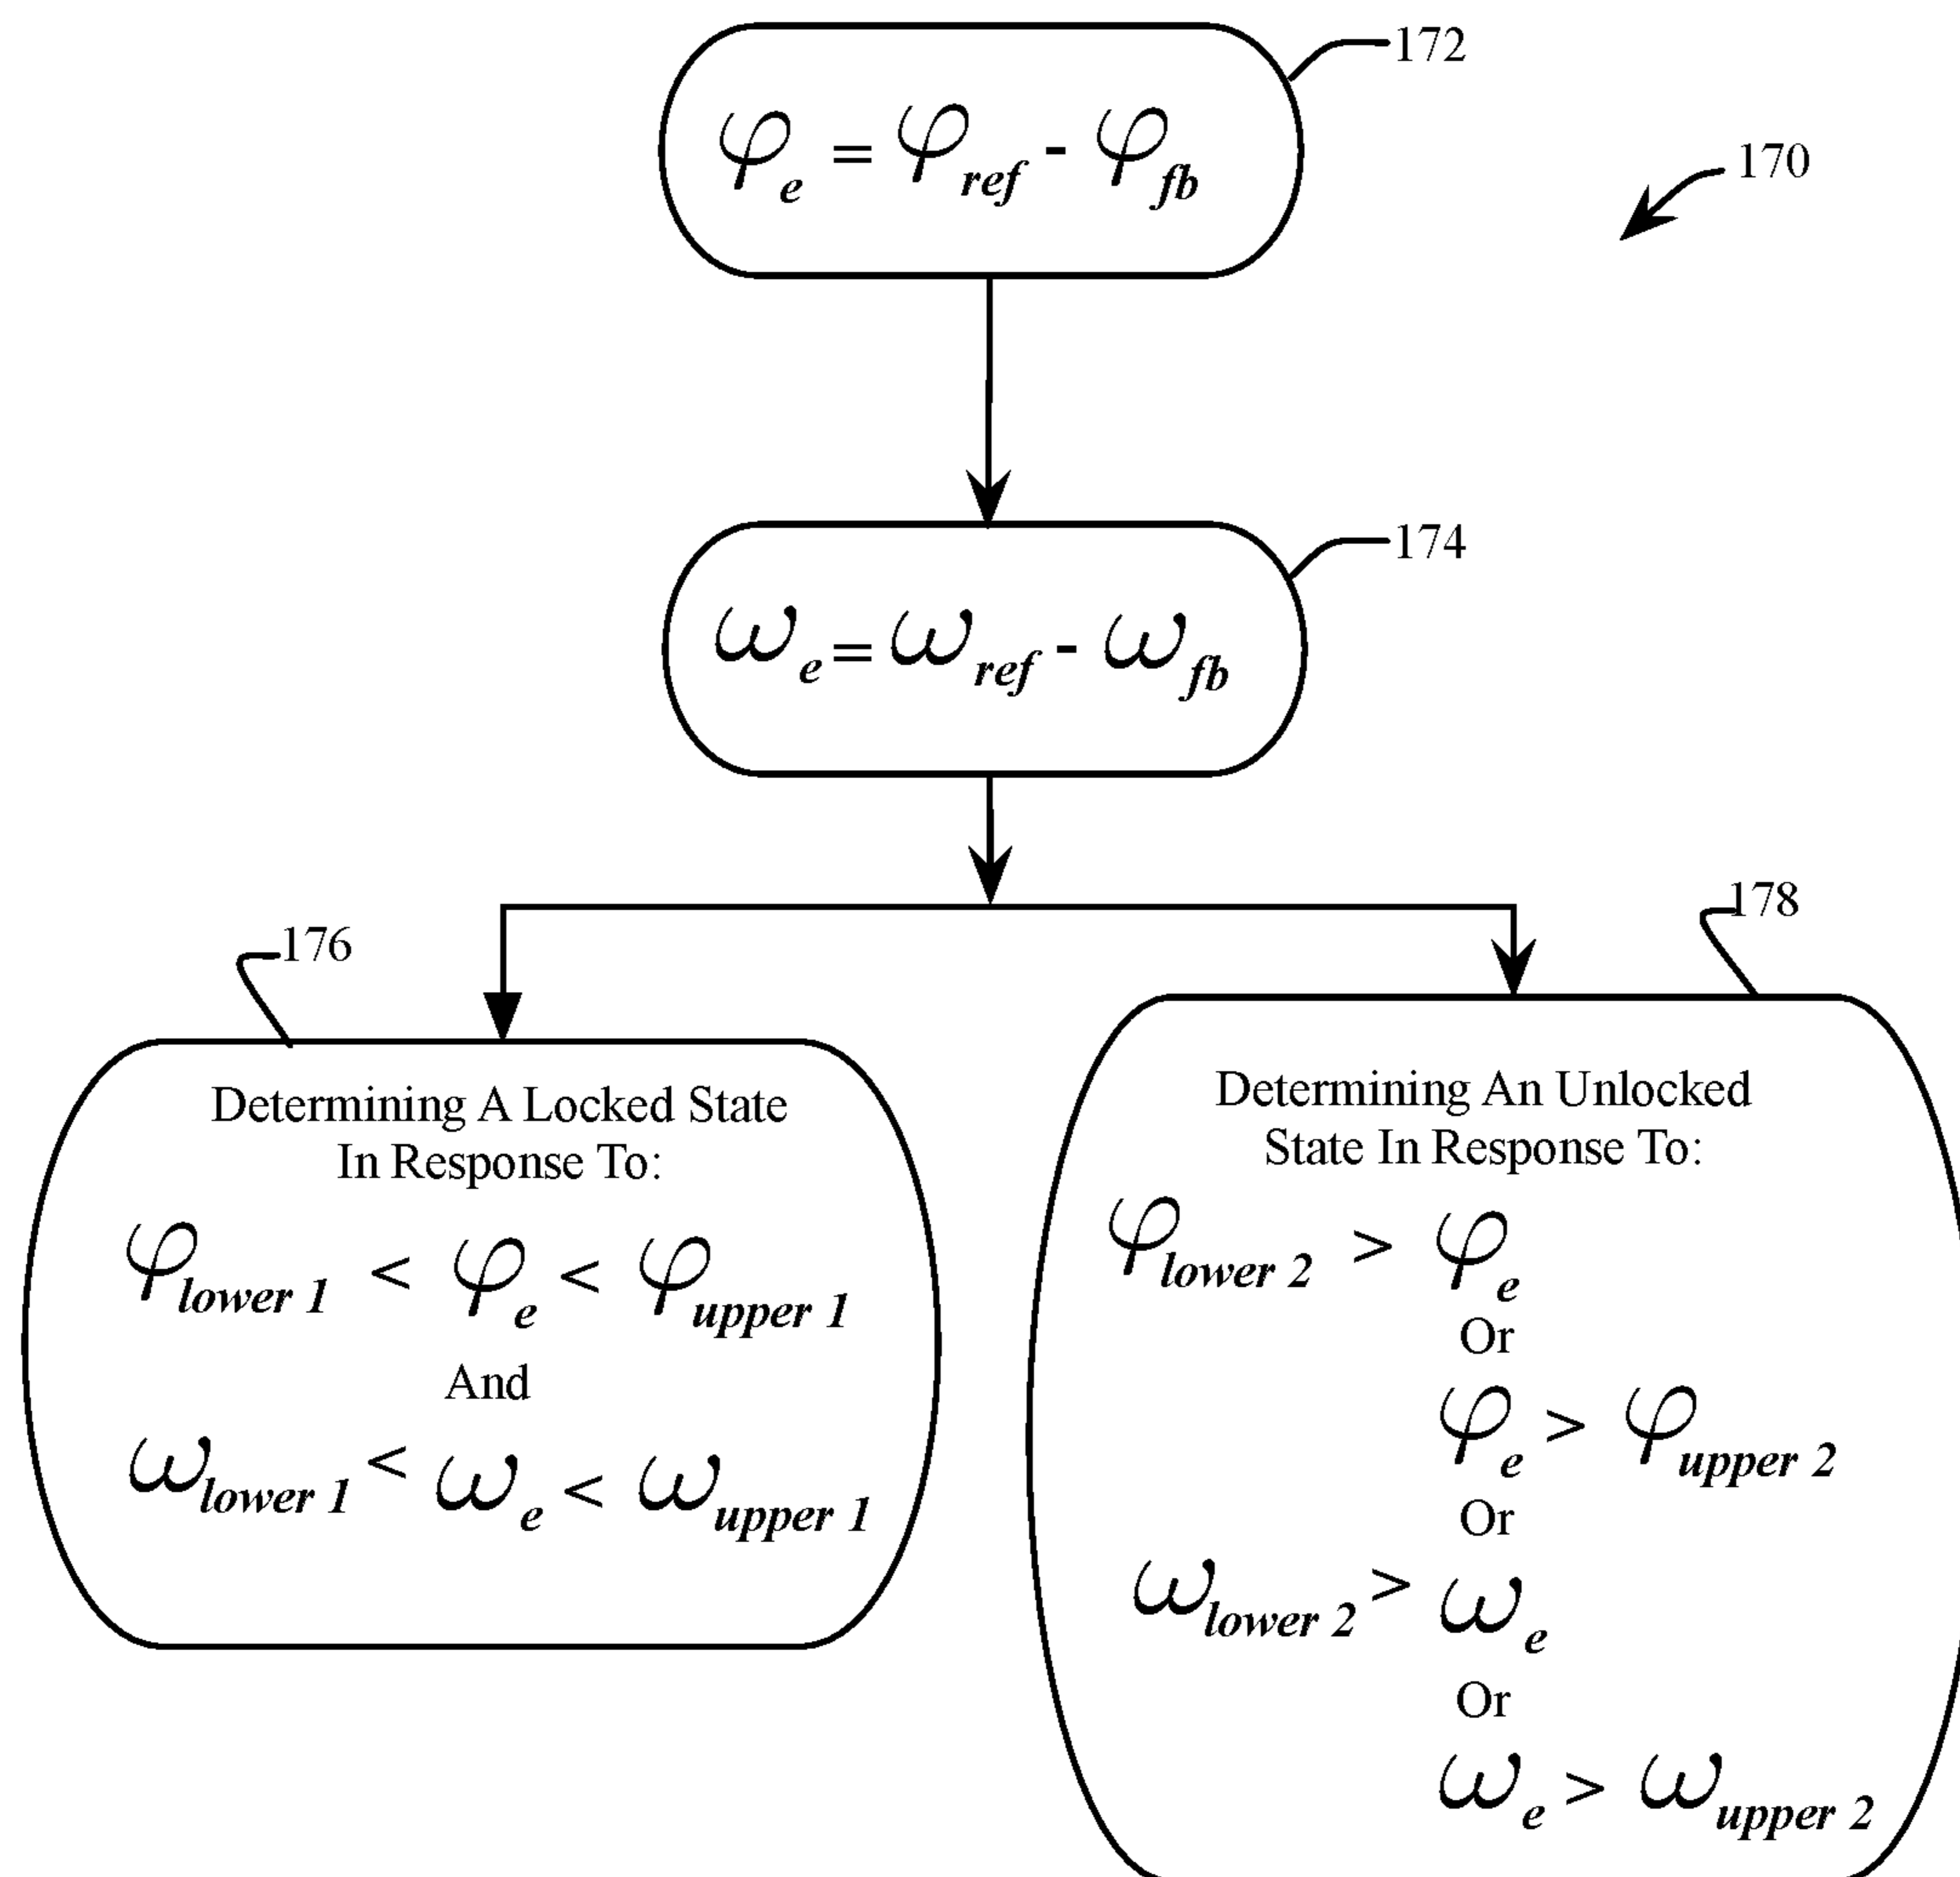 172
φe = φref - φfb
170
174
ωe = ωref - ωfb
176
Determining A Locked State
In Response To:
φlower 1 < φe < φupper 1
And
ωlower 1 < ωe < ωupper 1
178
Determining An Unlocked
State In Response To:
φlower 2 > φe
Or
φe > φupper 2
Or
ωlower 2 > ωe
Or
ωe > ωupper 2